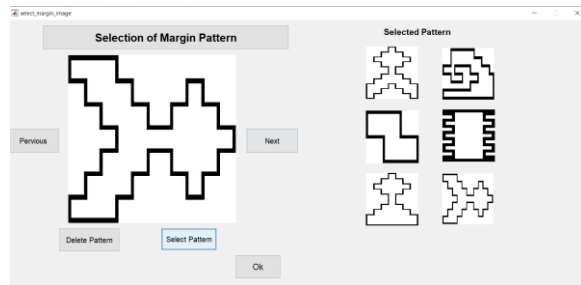 select_margin_image
Selection of Margin Pattern
Selected Pattern
Pervious
Next
Delete Pattern
Select Pattern
Ok